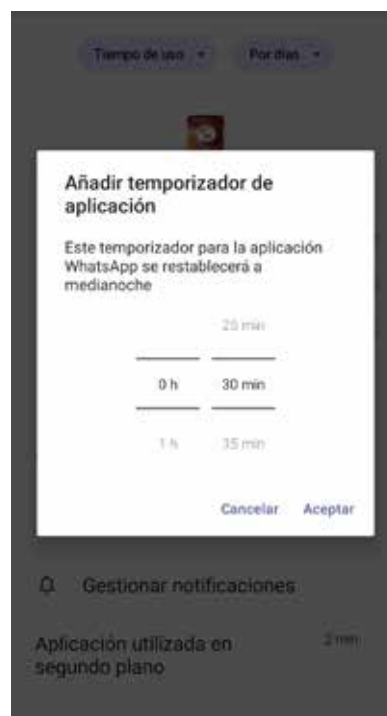 Tiempo de uso
Por días
Añadir temporizador de
aplicación
Este temporizador para la aplicación
WhatsApp se restablecerá a
medianoche
25 min
0 h 30 min
1 h 35 min
Cancelar Aceptar
Gestionar notificaciones
Aplicación utilizada en 2 min
segundo plano